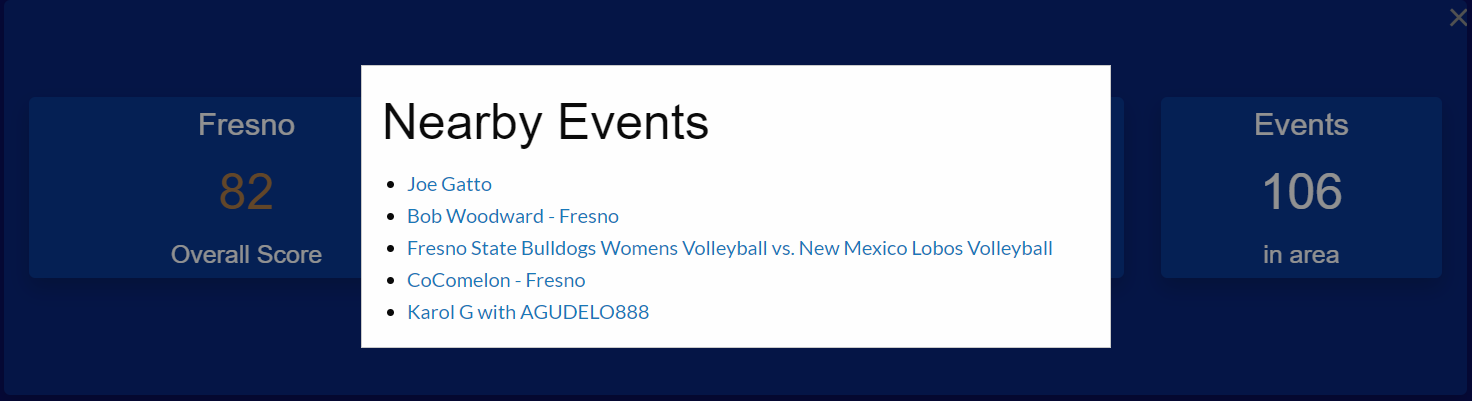 Nearby Events
Joe Gatto
Bob Woodward - Fresno
Fresno State Bulldogs Womens Volleyball vs. New Mexico Lobos Volleyball
CoComelon - Fresno
Karol G with AGUDELO888
Fresno
82
Overall Score
Events
106
in area